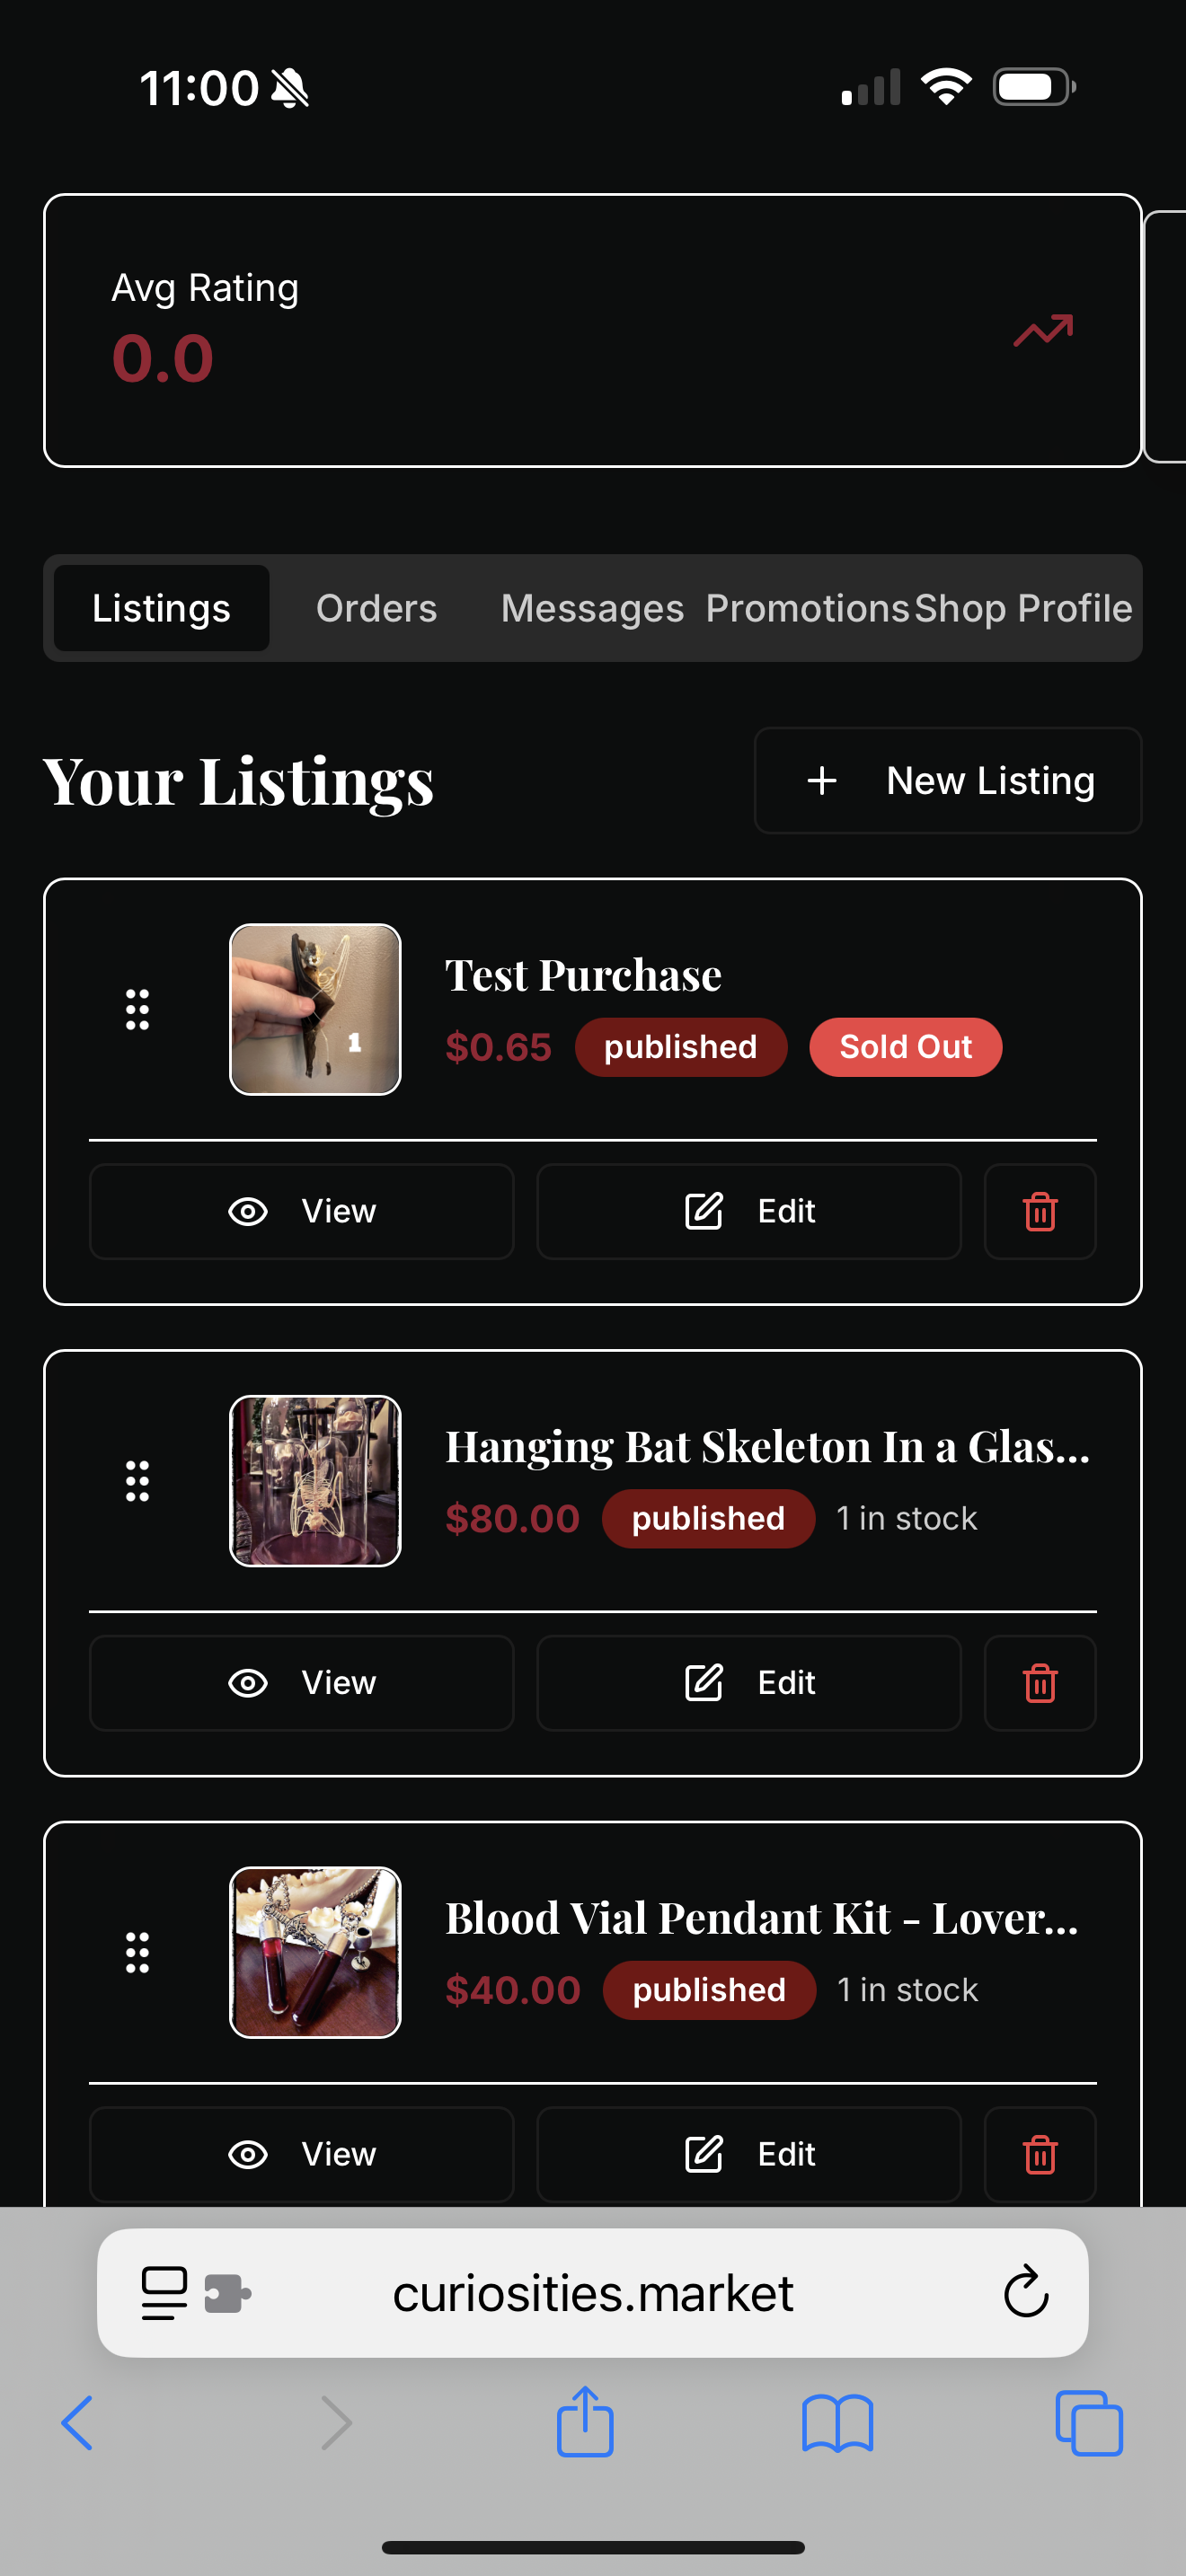 11:00
Avg Rating
0.0
Listings Orders Messages Promotions Shop Profile
Your Listings
New Listing
1
Test Purchase
$0.65 published Sold Out
View Edit
Hanging Bat Skeleton In a Glas...
$80.00 published 1 in stock
View Edit
Blood Vial Pendant Kit - Lover...
$40.00 published 1 in stock
View Edit
curiosities.market